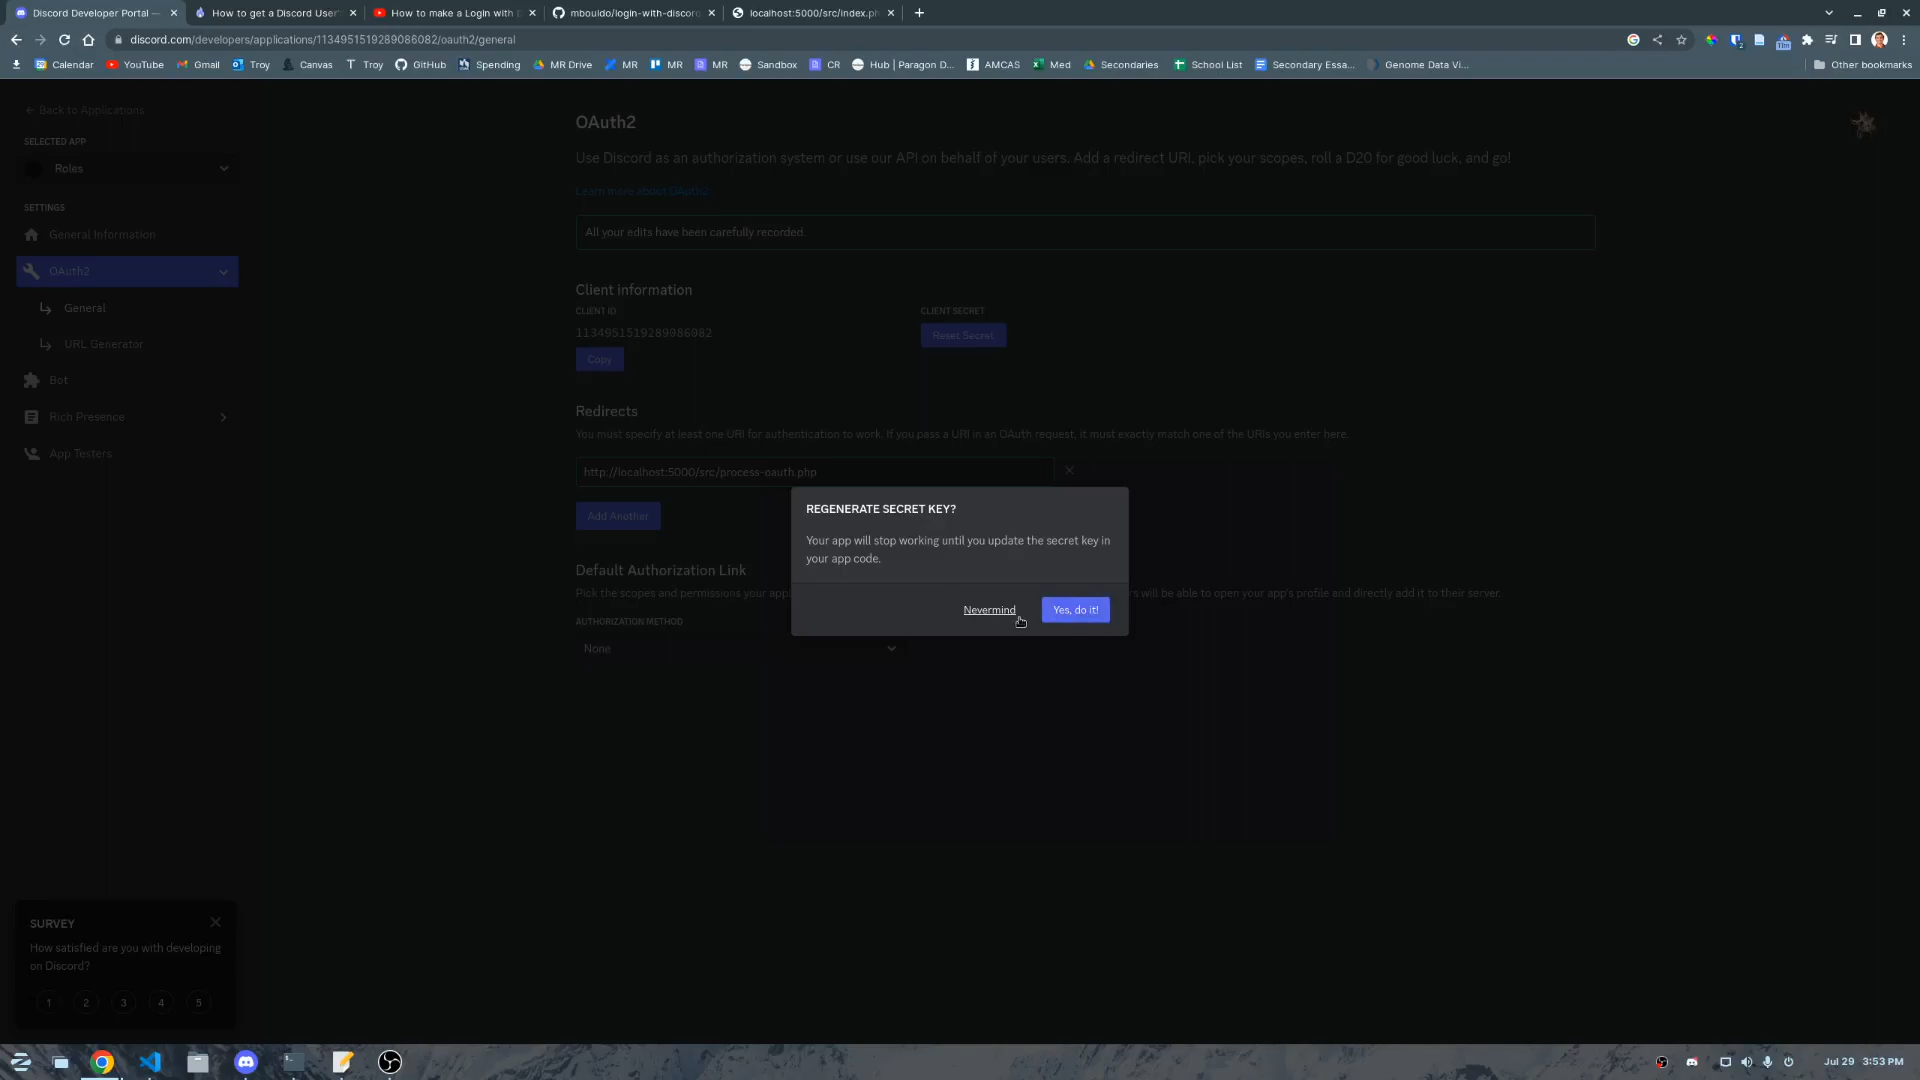 Discord Developer Portal —
How to get a Discord User
How to make a Login with D
mbouldo/login-with-discord
localhost:5000/src/index.ph
discord.com/developers/applications/1134951519289086082/oauth2/general
Calendar
YouTube
Gmail
Troy
Canvas
Troy
GitHub
Spending
MR Drive
MR
MR
MR
Sandbox
CR
Hub | Paragon D...
AMCAS
Med
Secondaries
School List
Secondary Essa...
Genome Data Vi...
Other bookmarks
← Back to Applications
SELECTED APP
Roles
SETTINGS
General Information
OAuth2
General
URL Generator
Bot
Rich Presence
App Testers
OAuth2
Use Discord as an authorization system or use our API on behalf of your users. Add a redirect URI, pick your scopes, roll a D20 for good luck, and go!
Learn more about OAuth2
All your edits have been carefully recorded.
Client information
CLIENT ID
1134951519289086082
Copy
CLIENT SECRET
Reset Secret
Redirects
You must specify at least one URI for authentication to work. If you pass a URI in an OAuth request, it must exactly match one of the URIs you enter here.
http://localhost:5000/src/process-oauth.php
Add Another
REGENERATE SECRET KEY?
Your app will stop working until you update the secret key in
your app code.
Nevermind
Yes, do it!
Default Authorization Link
Pick the scopes and permissions your app
rs will be able to open your app's profile and directly add it to their server.
AUTHORIZATION METHOD
None
SURVEY
How satisfied are you with developing
on Discord?
1 2 3 4 5
Jul 29 3:53 PM